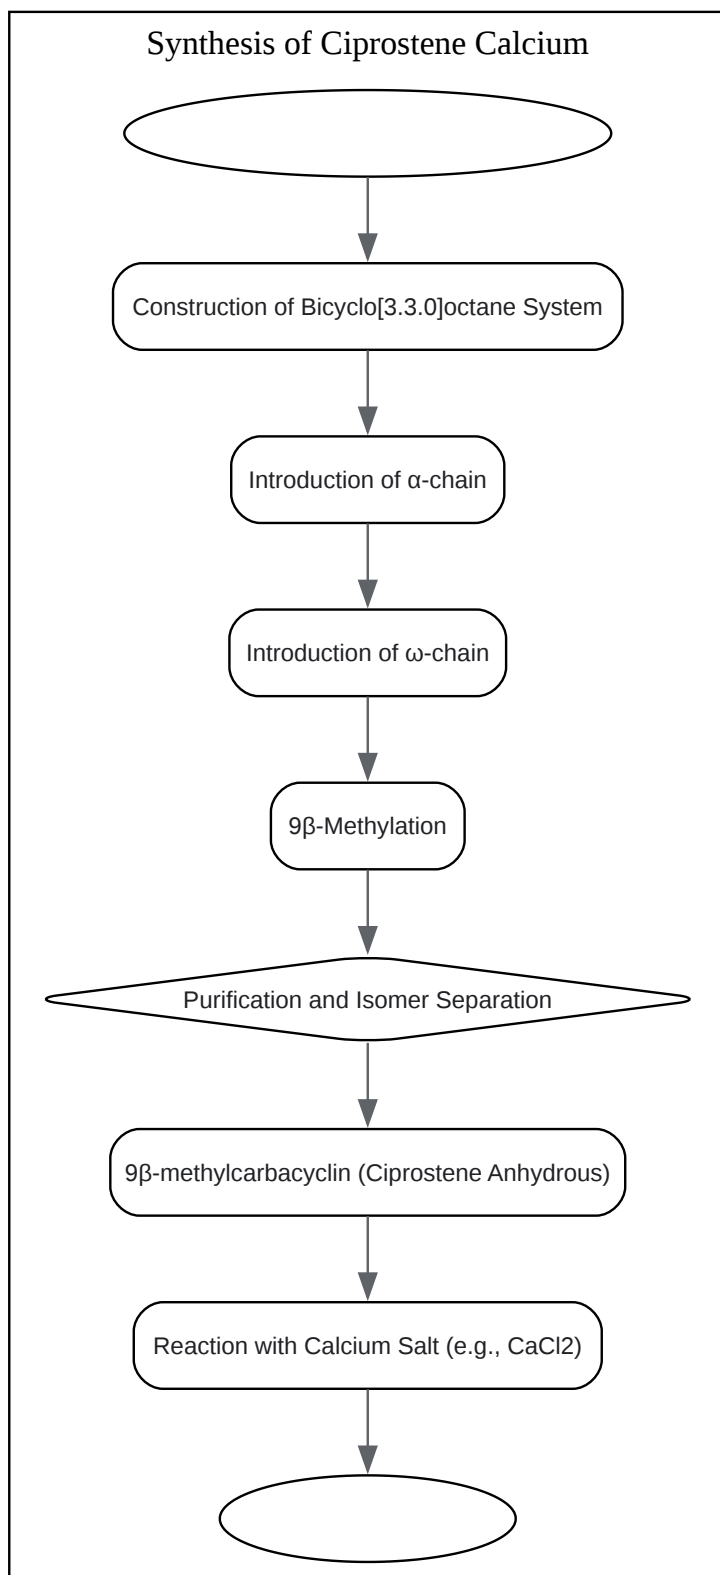 Synthesis of Ciprostene Calcium
Construction of Bicyclo[3.3.0]octane System
Introduction of α-chain
Introduction of ω-chain
9β-Methylation
Purification and Isomer Separation
9β-methylcarbacyclin (Ciprostene Anhydrous)
Reaction with Calcium Salt (e.g., CaCl2)